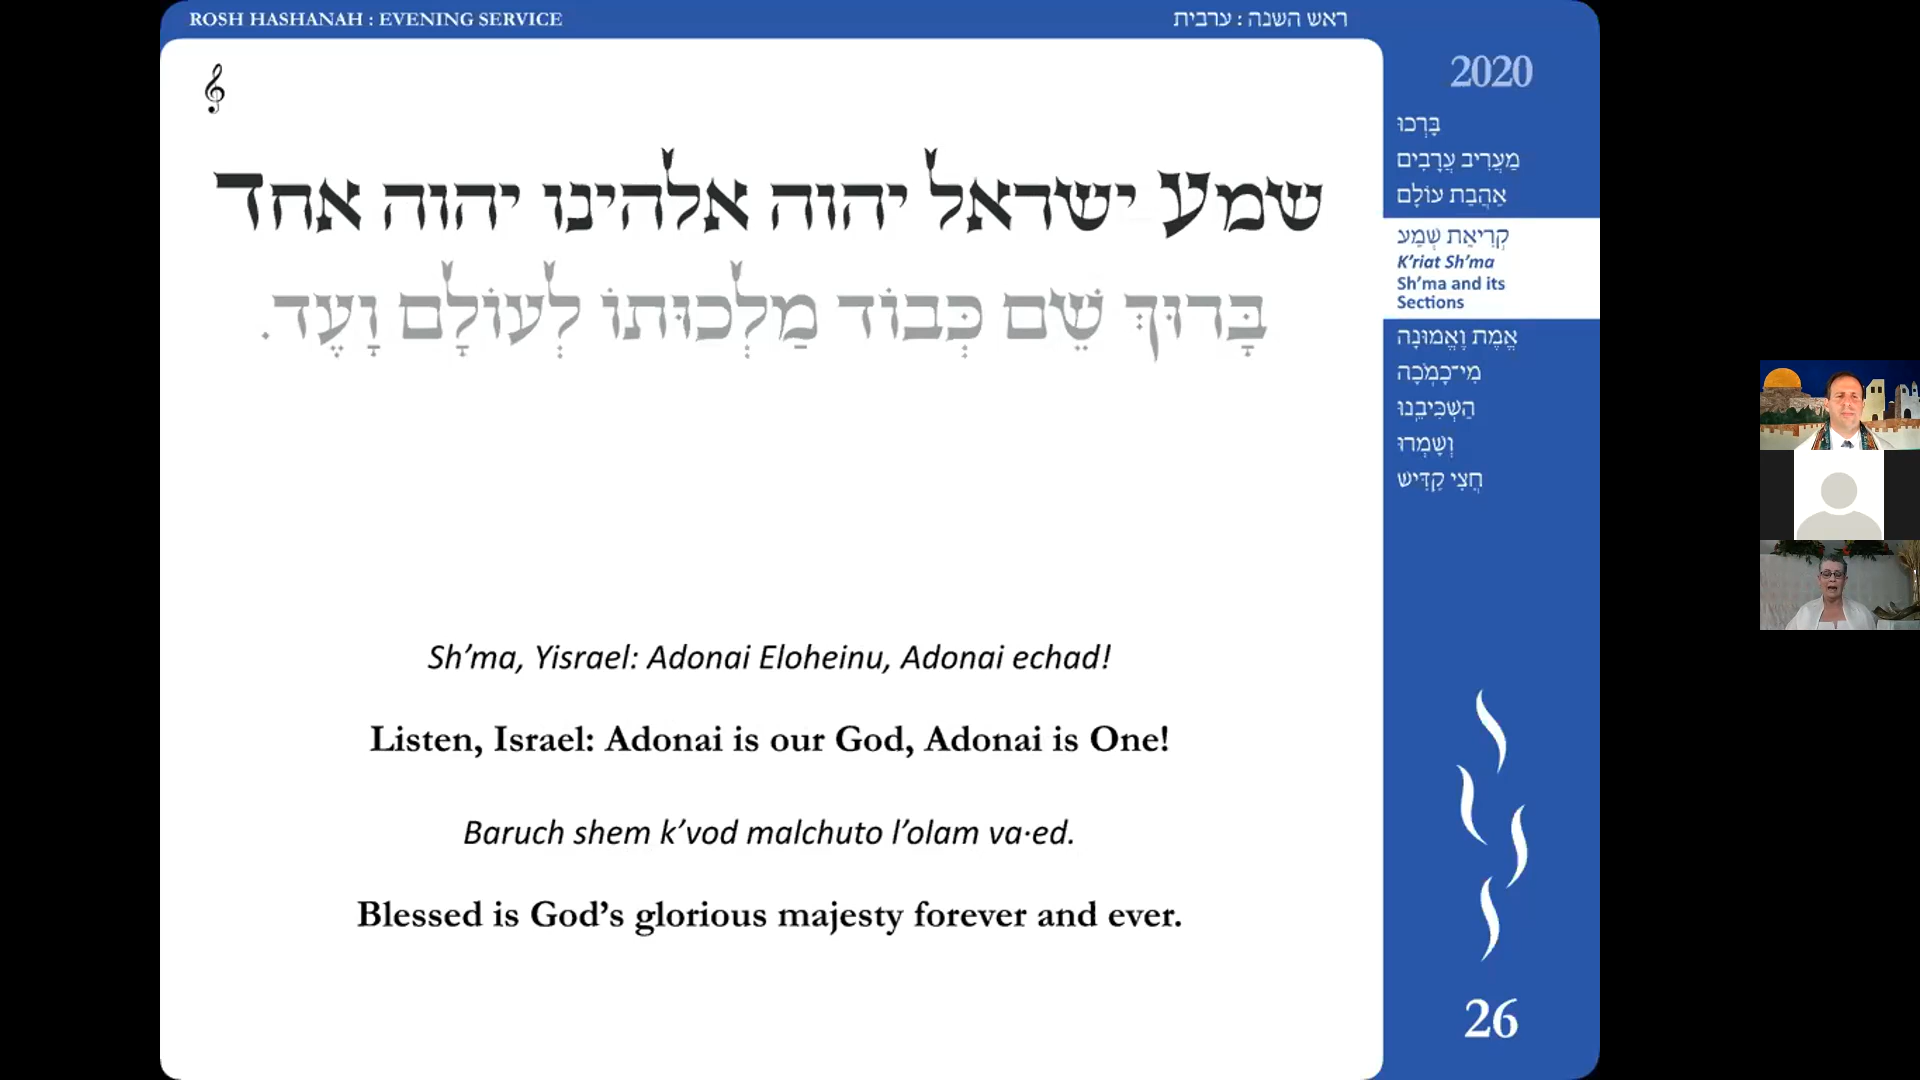 ROSH HASHANAH : EVENING SERVICE
ראש השנה : ערבית
שמע ישראל יהוה אלהינו יהוה אחד
בָּרוּךְ שֵׁם כְּבוֹד מַלְכוּתוֹ לְעוֹלָם וָעֶד.
Sh’ma, Yisrael: Adonai Eloheinu, Adonai echad!
Listen, Israel: Adonai is our God, Adonai is One!
Baruch shem k’vod malchuto l’olam va·ed.
Blessed is God’s glorious majesty forever and ever.
2020
בָּרְכוּ
מַעֲרִיב עֲרָבִים
אַהֲבַת עוֹלָם
קְרִיאַת שְׁמַע
K’riat Sh’ma
Sh’ma and its
Sections
אֱמֶת וֶאֱמוּנָה
מִי־כָמֹכָה
הַשְׁכִּיבֵנוּ
וְשָׁמְרוּ
חֲצִי קַדִּישׁ
26